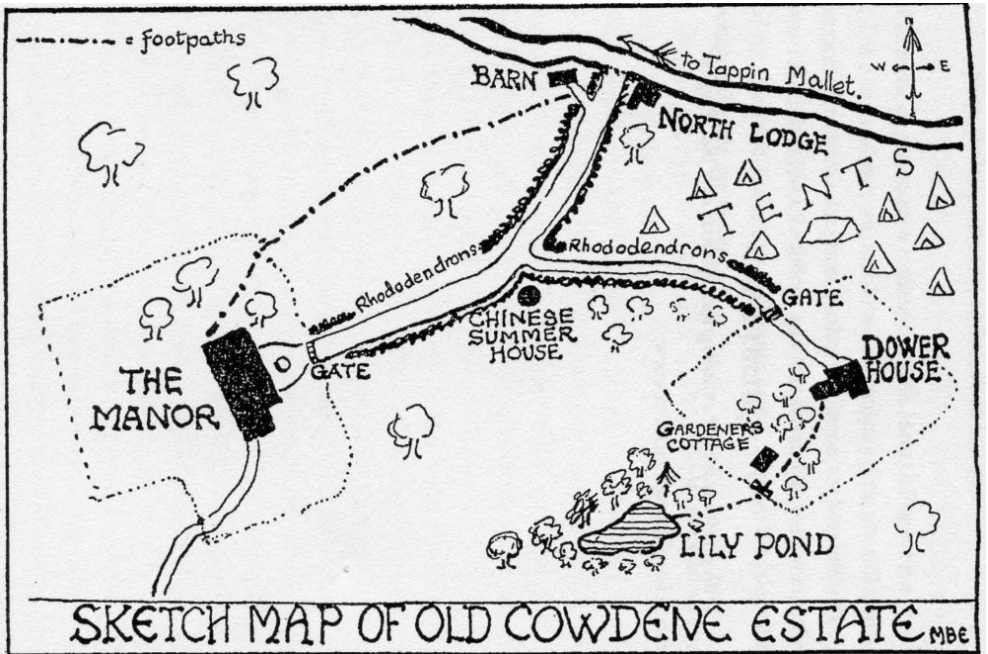 = footpaths
BARN
to Tappin Mallet.
N
W
E
NORTH LODGE
TENTS
Rhododendrons
Rhododendrons
GATE
CHINESE
SUMMER
HOUSE
GATE
DOWER
HOUSE
THE
MANOR
GARDENERS
COTTAGE
LILY POND
SKETCH MAP OF OLD COWDENE ESTATE MBE